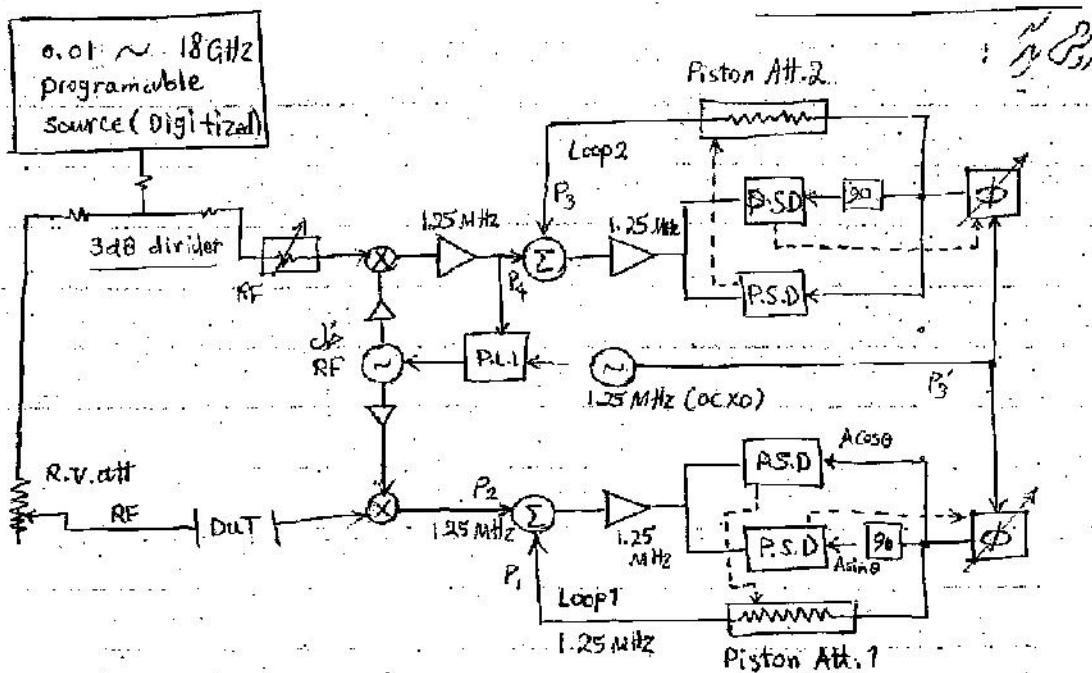 0.01 ~ 18 GHz
programable
source (Digitized)
3dB divider
RF
1.25 MHz
P4
Σ
P3
Loop2
Piston Att.2
1.25 MHz
P.S.D
90
ϕ
P.S.D
RF
~
P.L.L
~
1.25 MHz (OCXO)
P3'
R.V. att
RF
DUT
P2
1.25 MHz
Σ
P1
Loop1
1.25 MHz
1.25
MHz
P.S.D
Acosθ
P.S.D
90
Asinθ
ϕ
Piston Att.1